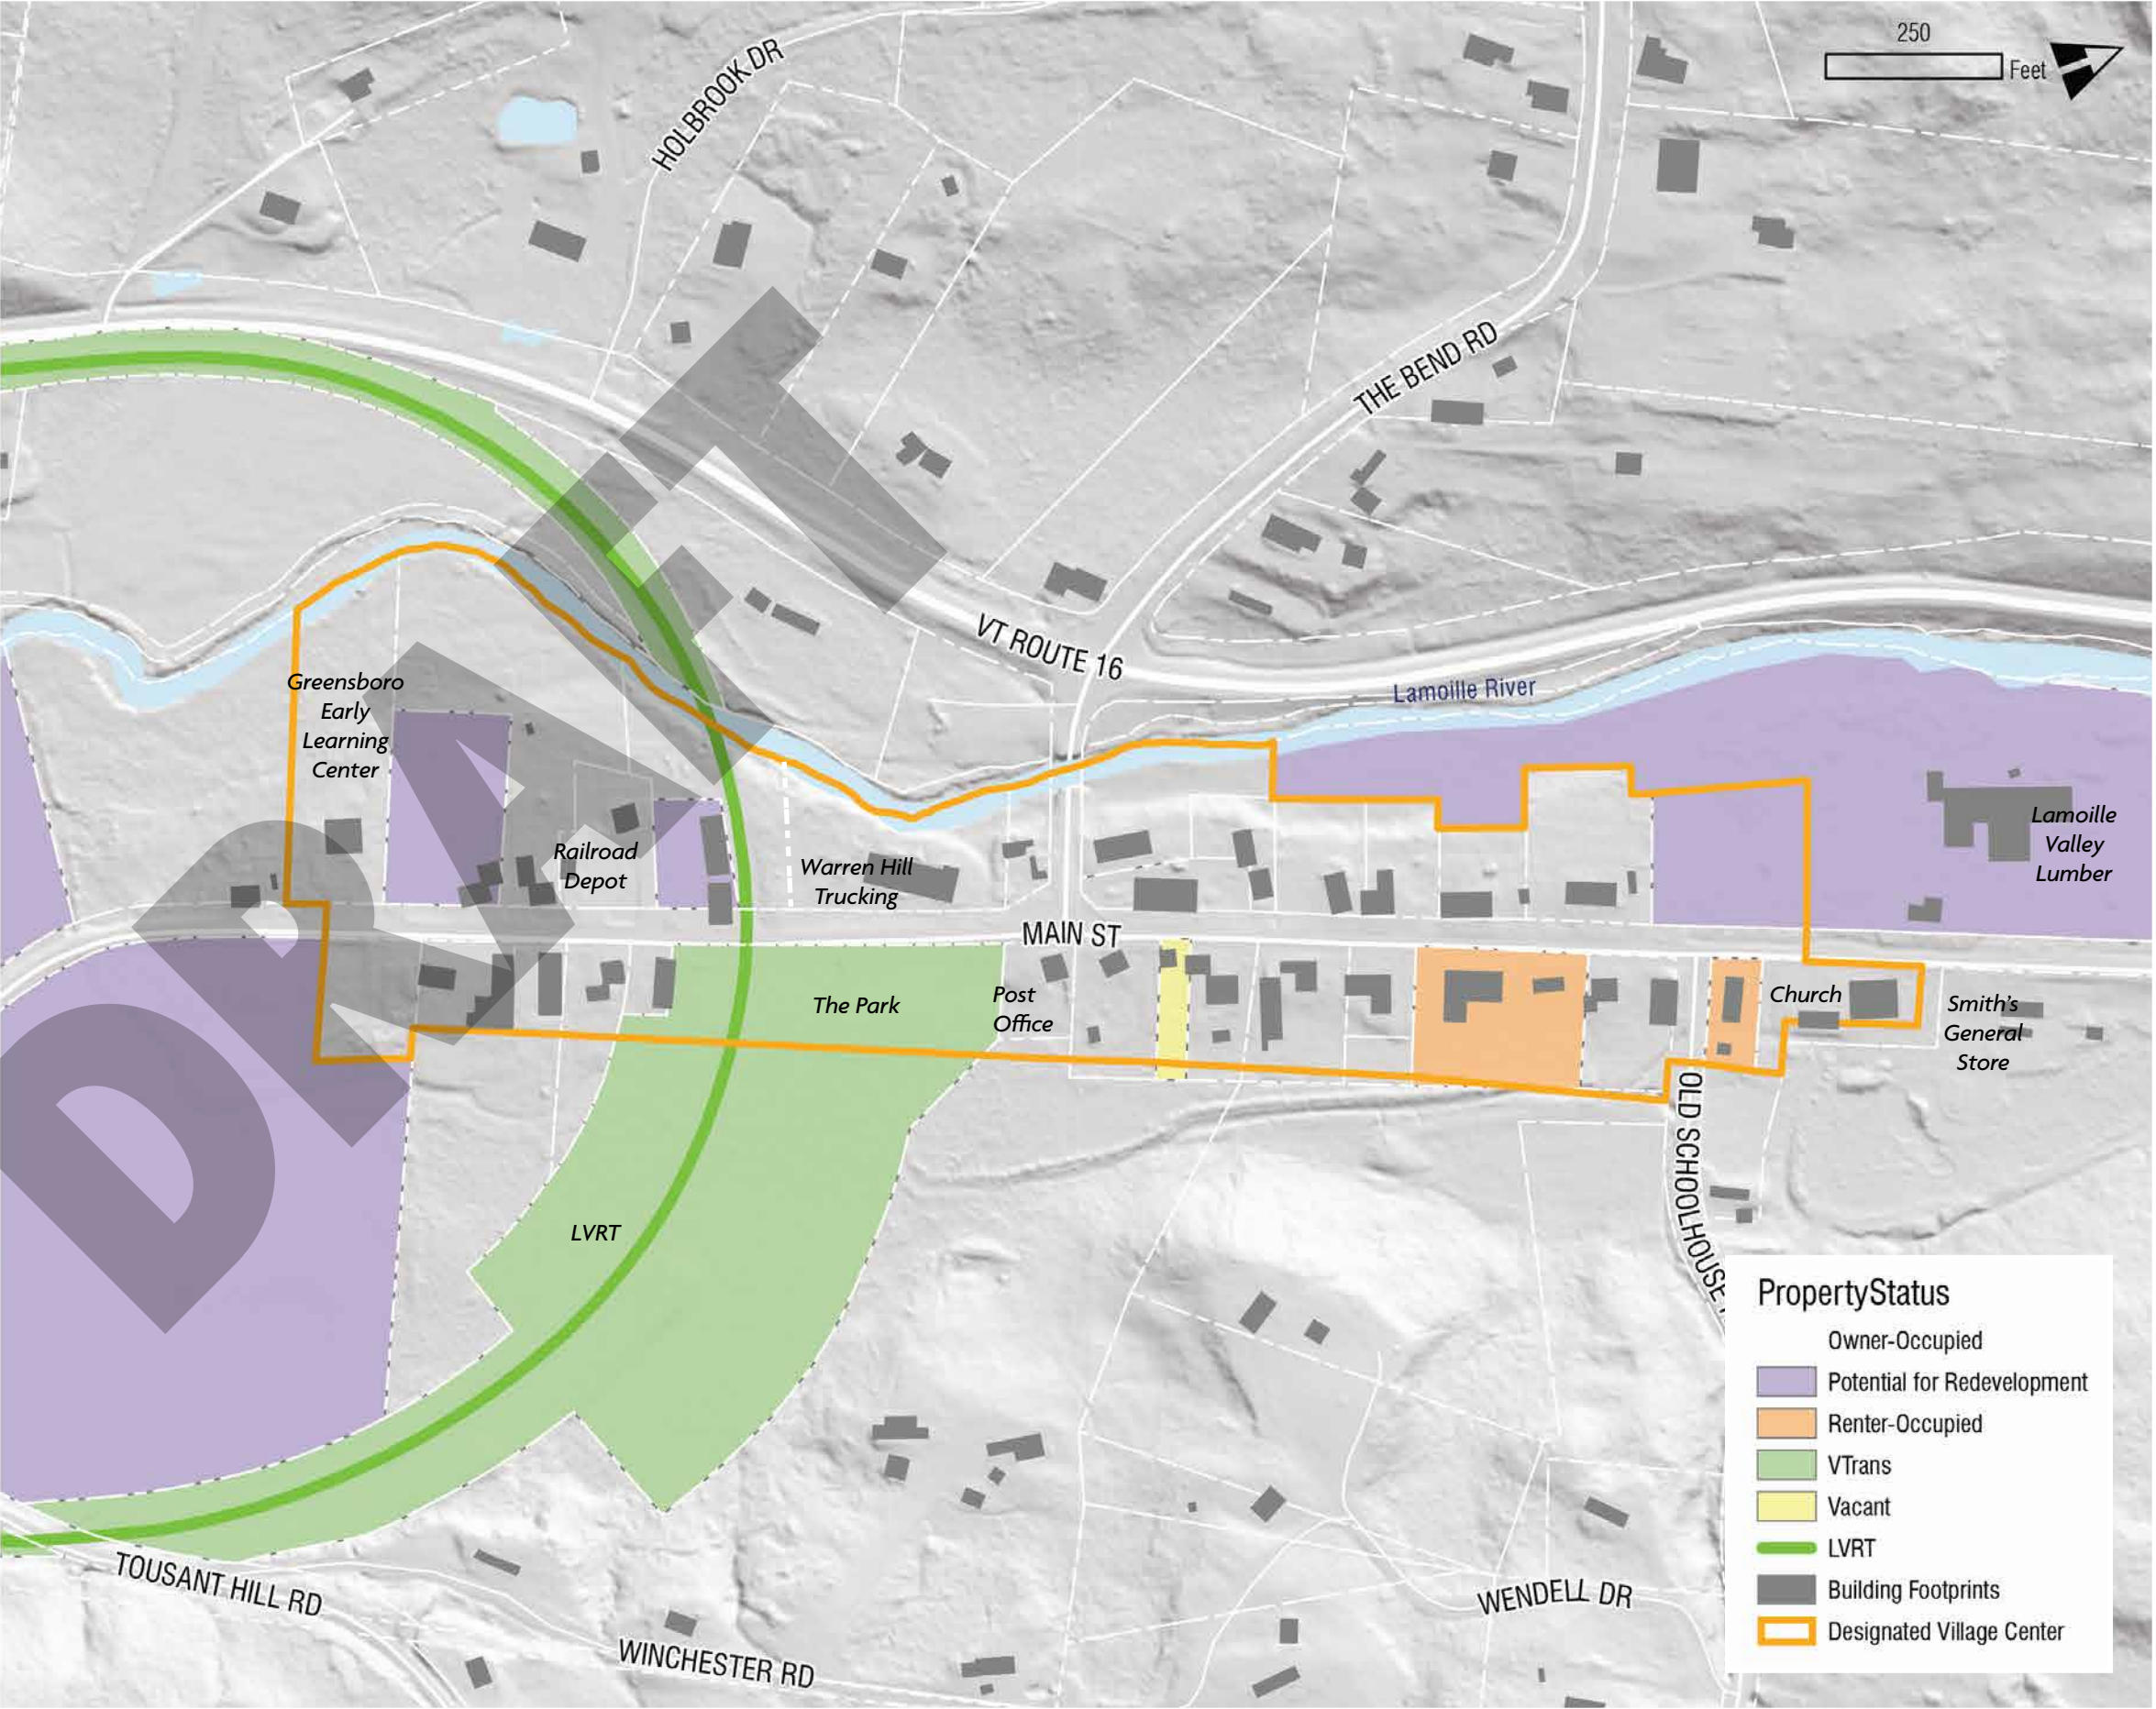 250
Feet
HOLBROOK DR
THE BEND RD
VT ROUTE 16
Lamoille River
Greensboro
Early
Learning
Center
Railroad
Depot
Warren Hill
Trucking
Lamoille
Valley
Lumber
MAIN ST
The Park
Post
Office
Church
Smith's
General
Store
OLD SCHOOLHOUSE
LVRT
DRAFT
TOUSANT HILL RD
WINCHESTER RD
WENDELL DR
PropertyStatus
Owner-Occupied
Potential for Redevelopment
Renter-Occupied
VTrans
Vacant
LVRT
Building Footprints
Designated Village Center